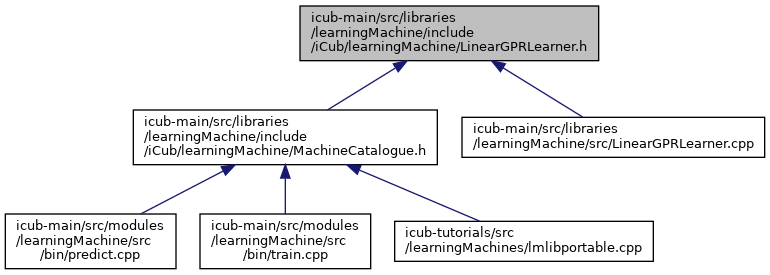 icub-main/src/libraries
/learningMachine/include
/iCub/learningMachine/LinearGPRLearner.h
icub-main/src/libraries
/learningMachine/include
/iCub/learningMachine/MachineCatalogue.h
icub-main/src/libraries
/learningMachine/src/LinearGPRLearner.cpp
icub-main/src/modules
/learningMachine/src
/bin/predict.cpp
icub-main/src/modules
/learningMachine/src
/bin/train.cpp
icub-tutorials/src
/learningMachines/lmlibportable.cpp